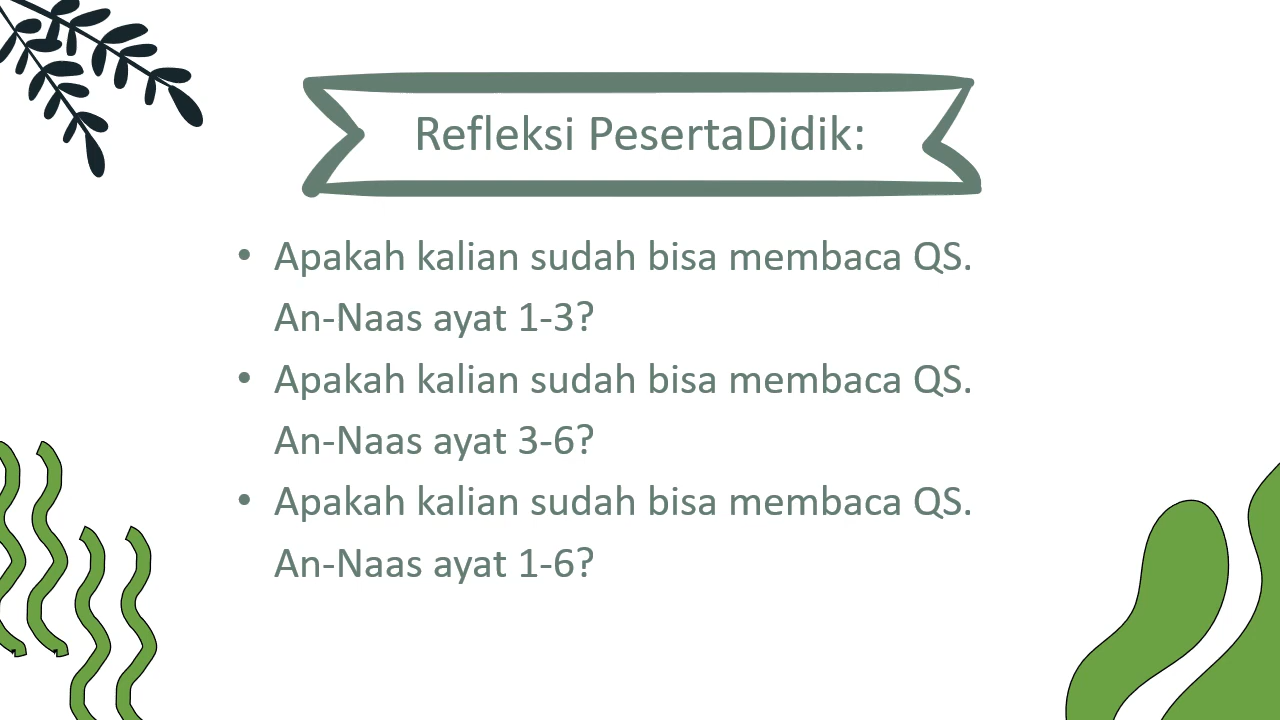 Refleksi PesertaDidik:
• Apakah kalian sudah bisa membaca QS.
An-Naas ayat 1-3?
• Apakah kalian sudah bisa membaca QS.
An-Naas ayat 3-6?
• Apakah kalian sudah bisa membaca QS.
An-Naas ayat 1-6?